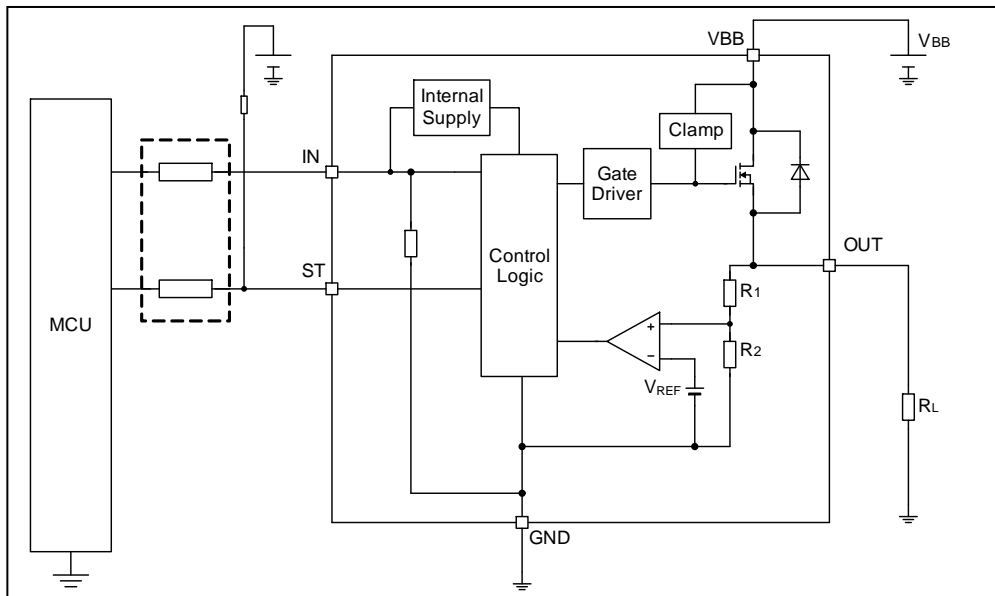 VBB
VBB
Internal
Supply
Clamp
IN
Gate
Driver
OUT
ST
Control
Logic
R1
MCU
+
−
R2
VREF
RL
GND